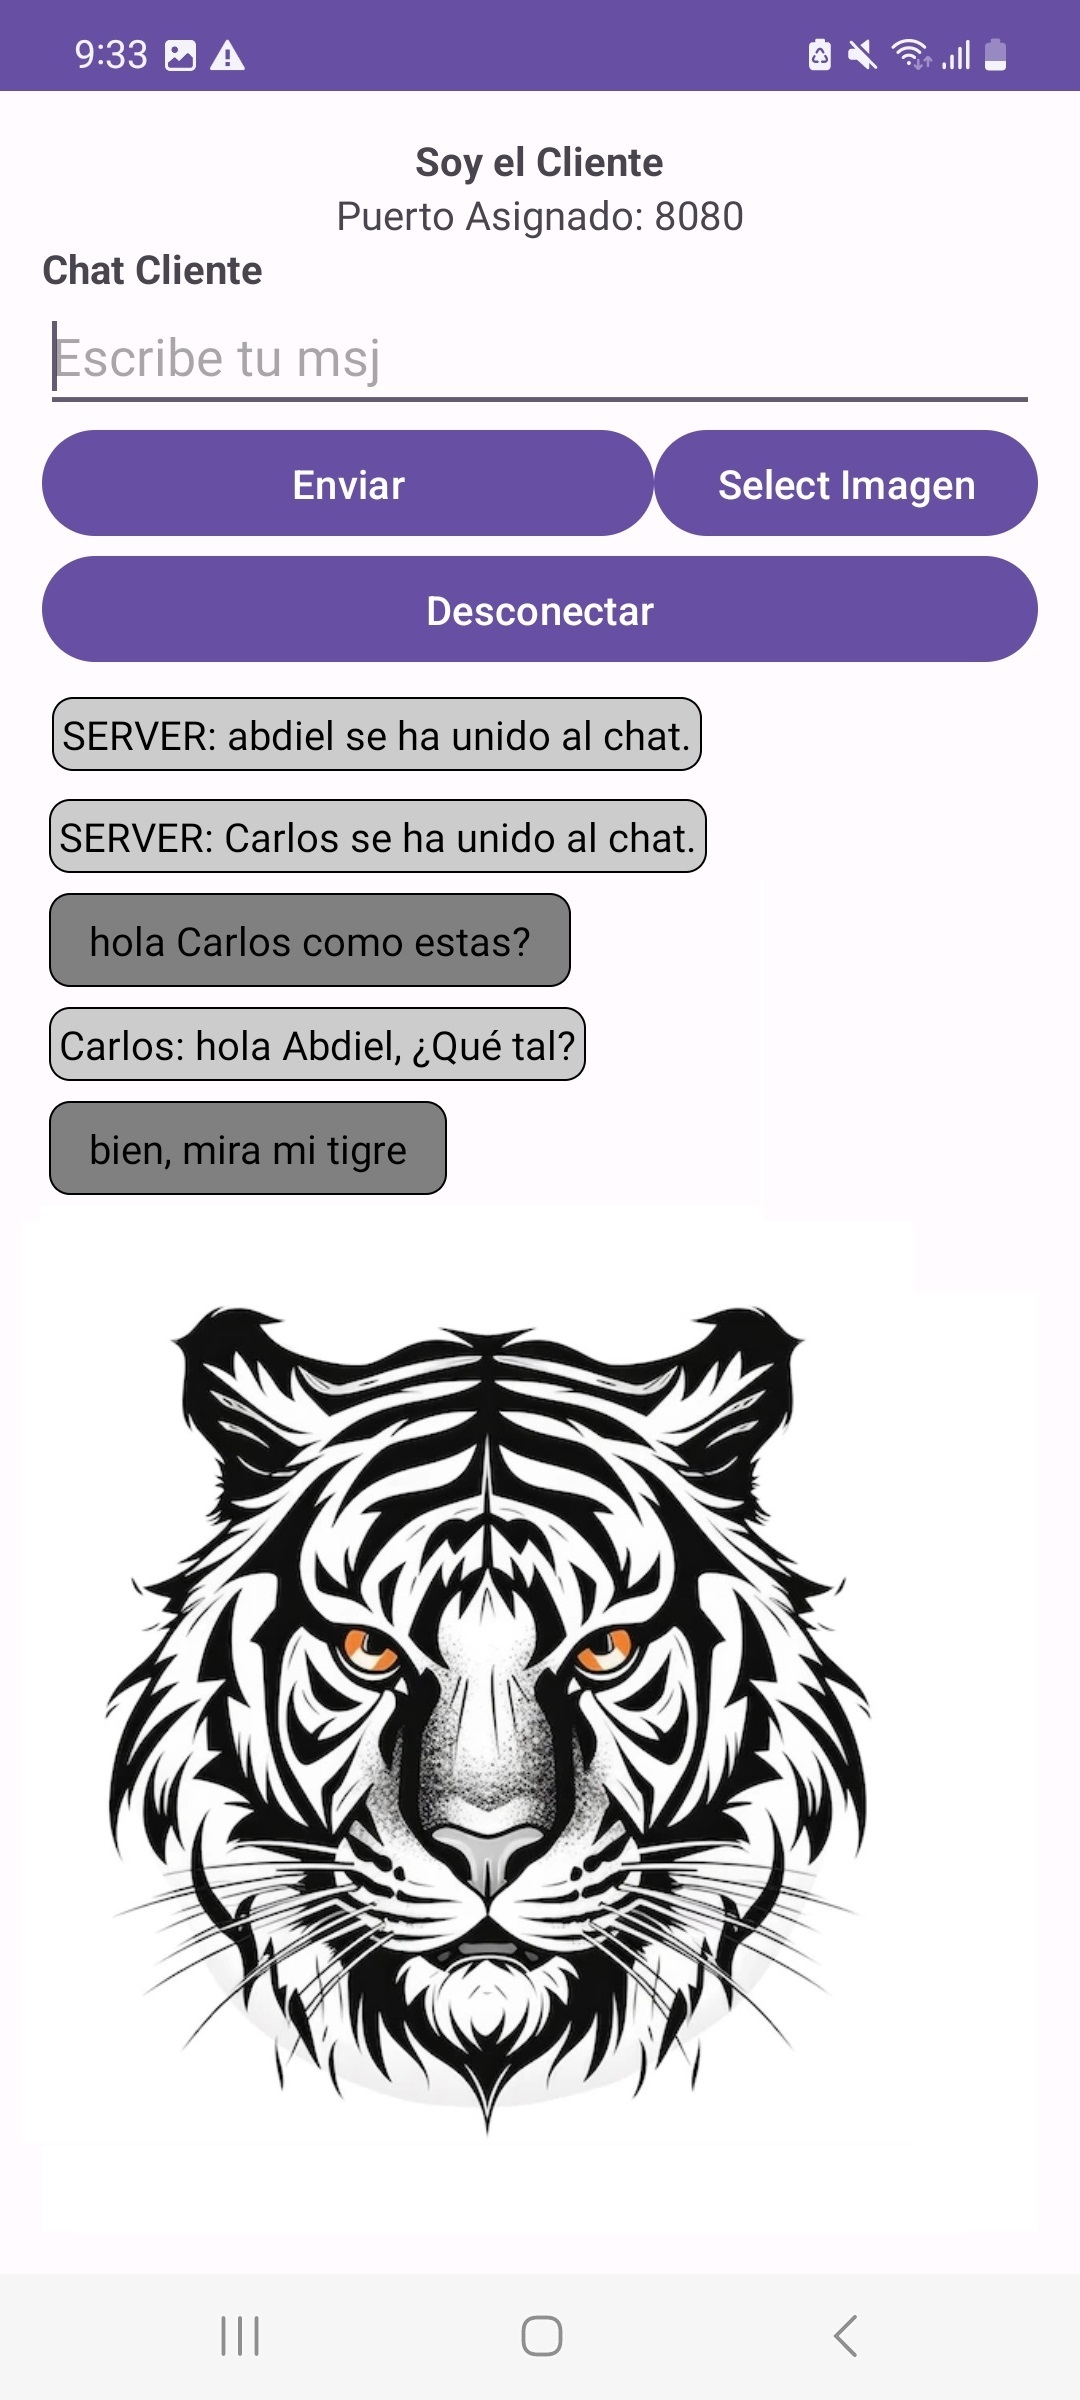 9:33
Soy el Cliente
Puerto Asignado: 8080
Chat Cliente
Escribe tu msj
Enviar
Select Imagen
Desconectar
SERVER: abdiel se ha unido al chat.
SERVER: Carlos se ha unido al chat.
hola Carlos como estas?
Carlos: hola Abdiel, ¿Qué tal?
bien, mira mi tigre